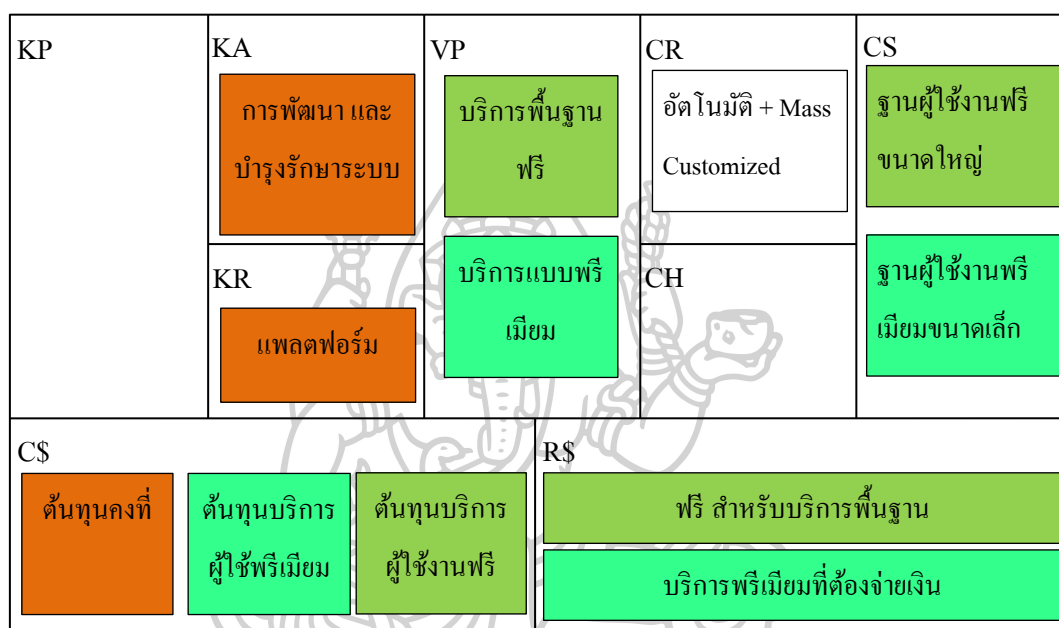 KP
KA
การพัฒนา และ
บำรุงรักษาระบบ
KR
แพลตฟอร์ม
VP
บริการพื้นฐาน
ฟรี
บริการแบบพรี
เมียม
CR
อัตโนมัติ + Mass
Customized
CH
CS
ฐานผู้ใช้งานฟรี
ขนาดใหญ่
ฐานผู้ใช้งานพรี
เมียมขนาดเล็ก
C$
ต้นทุนคงที่
ต้นทุนบริการ
ผู้ใช้พรีเมียม
ต้นทุนบริการ
ผู้ใช้งานฟรี
R$
ฟรี สำหรับบริการพื้นฐาน
บริการพรีเมียมที่ต้องจ่ายเงิน